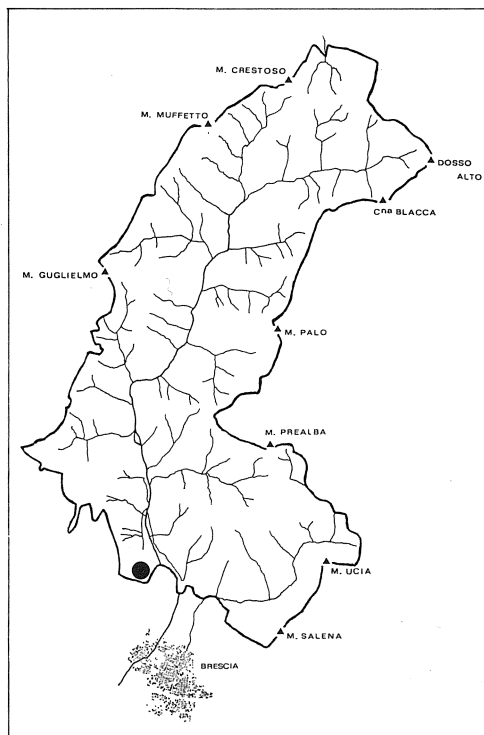 M. CRESTOSO
M. MUFFETTO
DOSSO
ALTO
Cna BLACCA
M. GUGLIELMO
M. PALO
M. PREALBA
M. UCIA
M. SALENA
BRESCIA